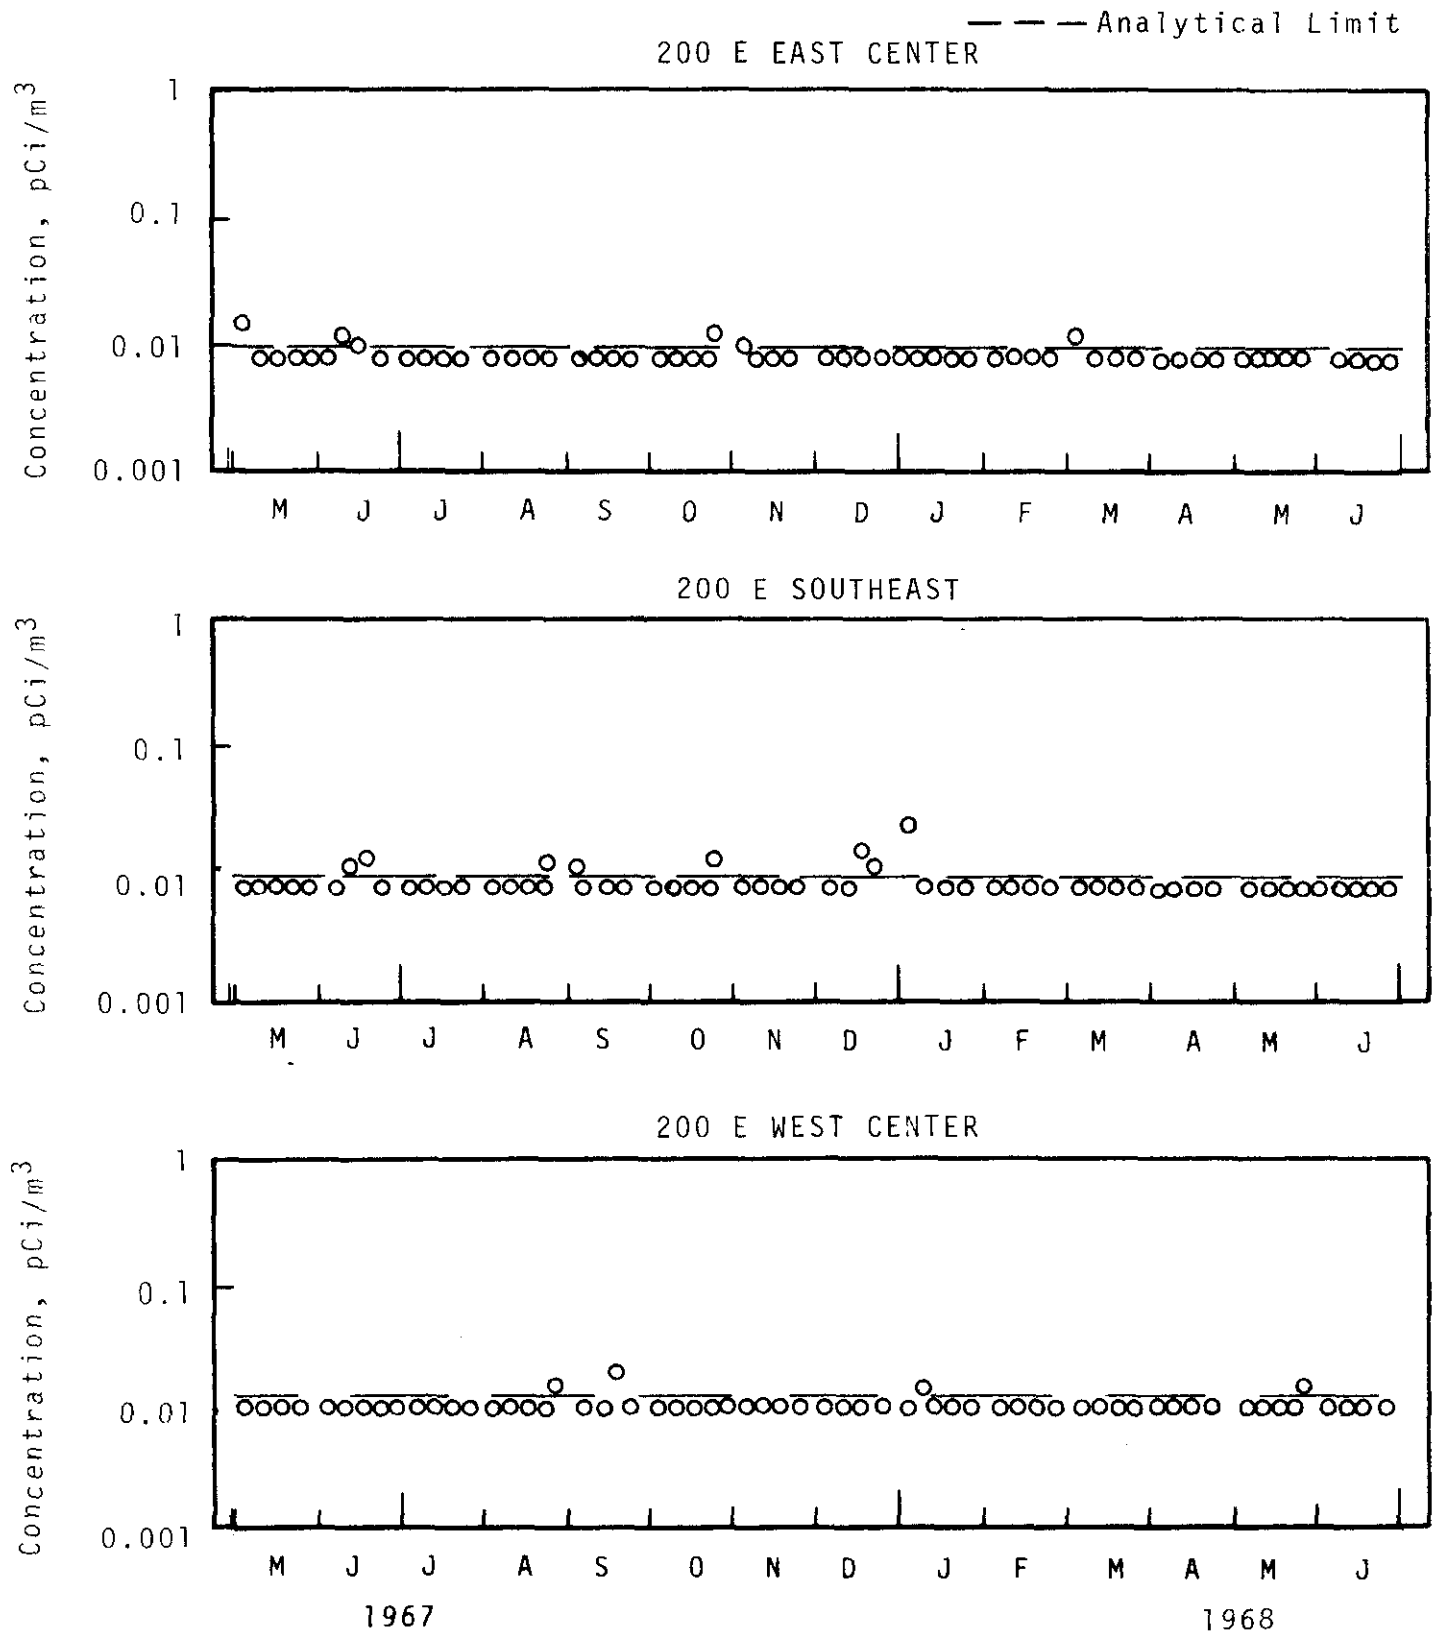 — — — Analytical Limit
200 E EAST CENTER
Concentration, pCi/m³
1
0.1
0.01
0.001
M J J A S O N D J F M A M J
200 E SOUTHEAST
Concentration, pCi/m³
1
0.1
0.01
0.001
M J J A S O N D J F M A M J
200 E WEST CENTER
Concentration, pCi/m³
1
0.1
0.01
0.001
M J J A S O N D J F M A M J
1967 1968